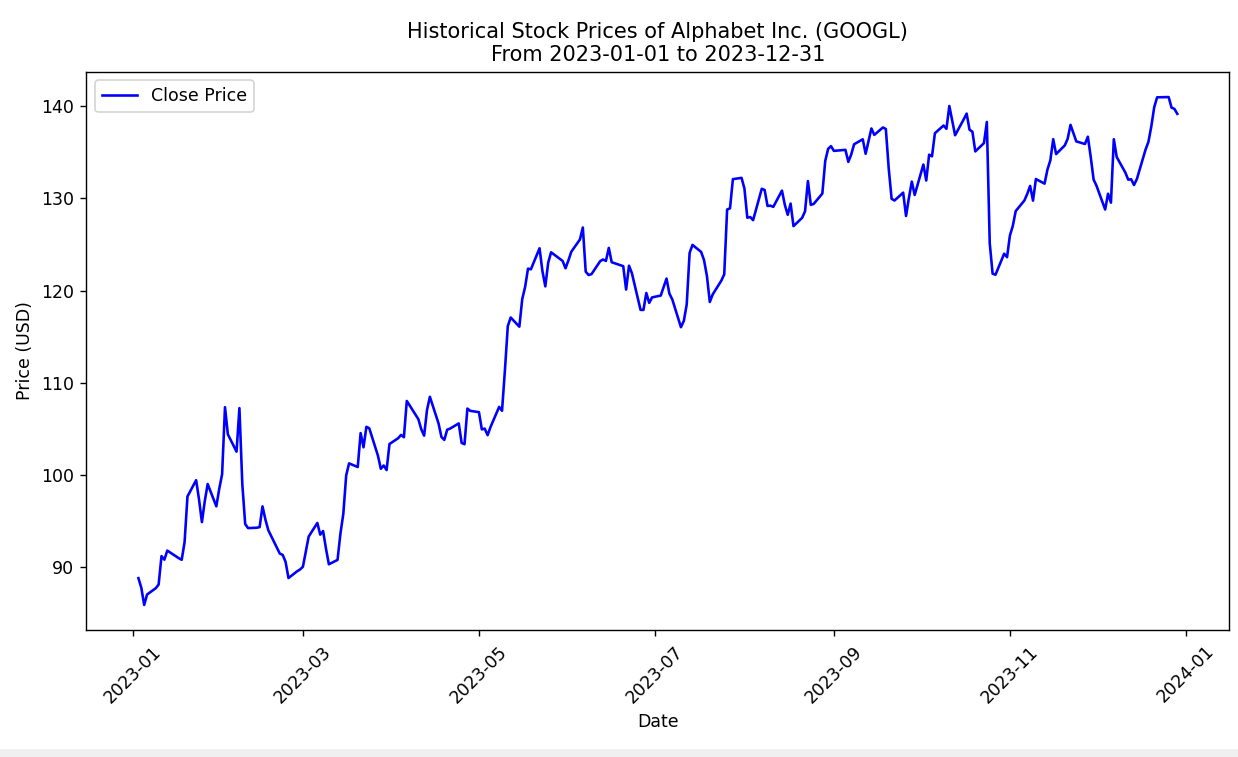 Historical Stock Prices of Alphabet Inc. (GOOGL)
From 2023-01-01 to 2023-12-31
Close Price
140
130
120
110
100
90
Price (USD)
2023-01
2023-03
2023-05
2023-07
2023-09
2023-11
2024-01
Date